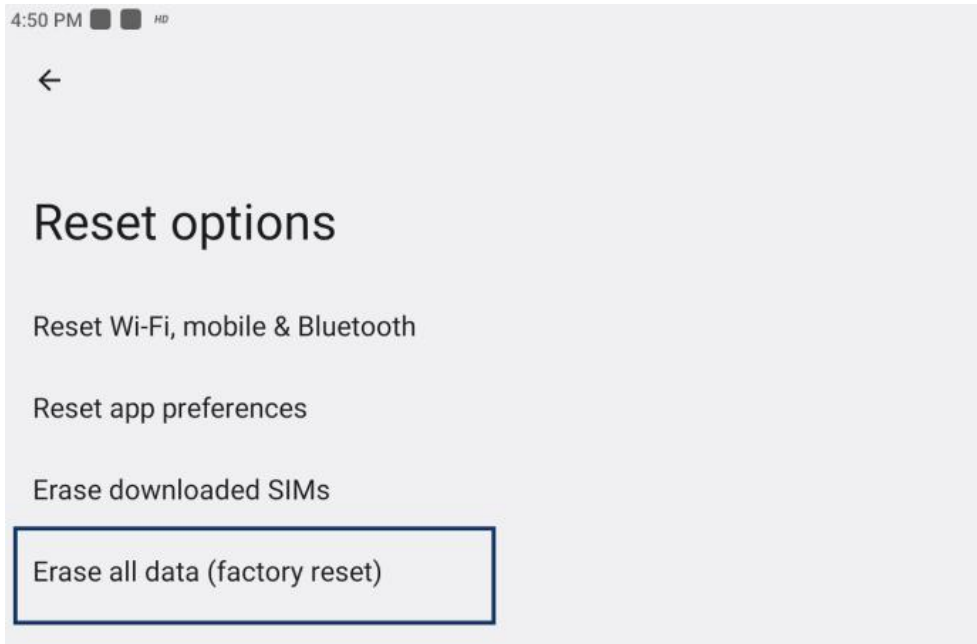 4:50 PM HD
Reset options
Reset Wi-Fi, mobile & Bluetooth
Reset app preferences
Erase downloaded SIMs
Erase all data (factory reset)